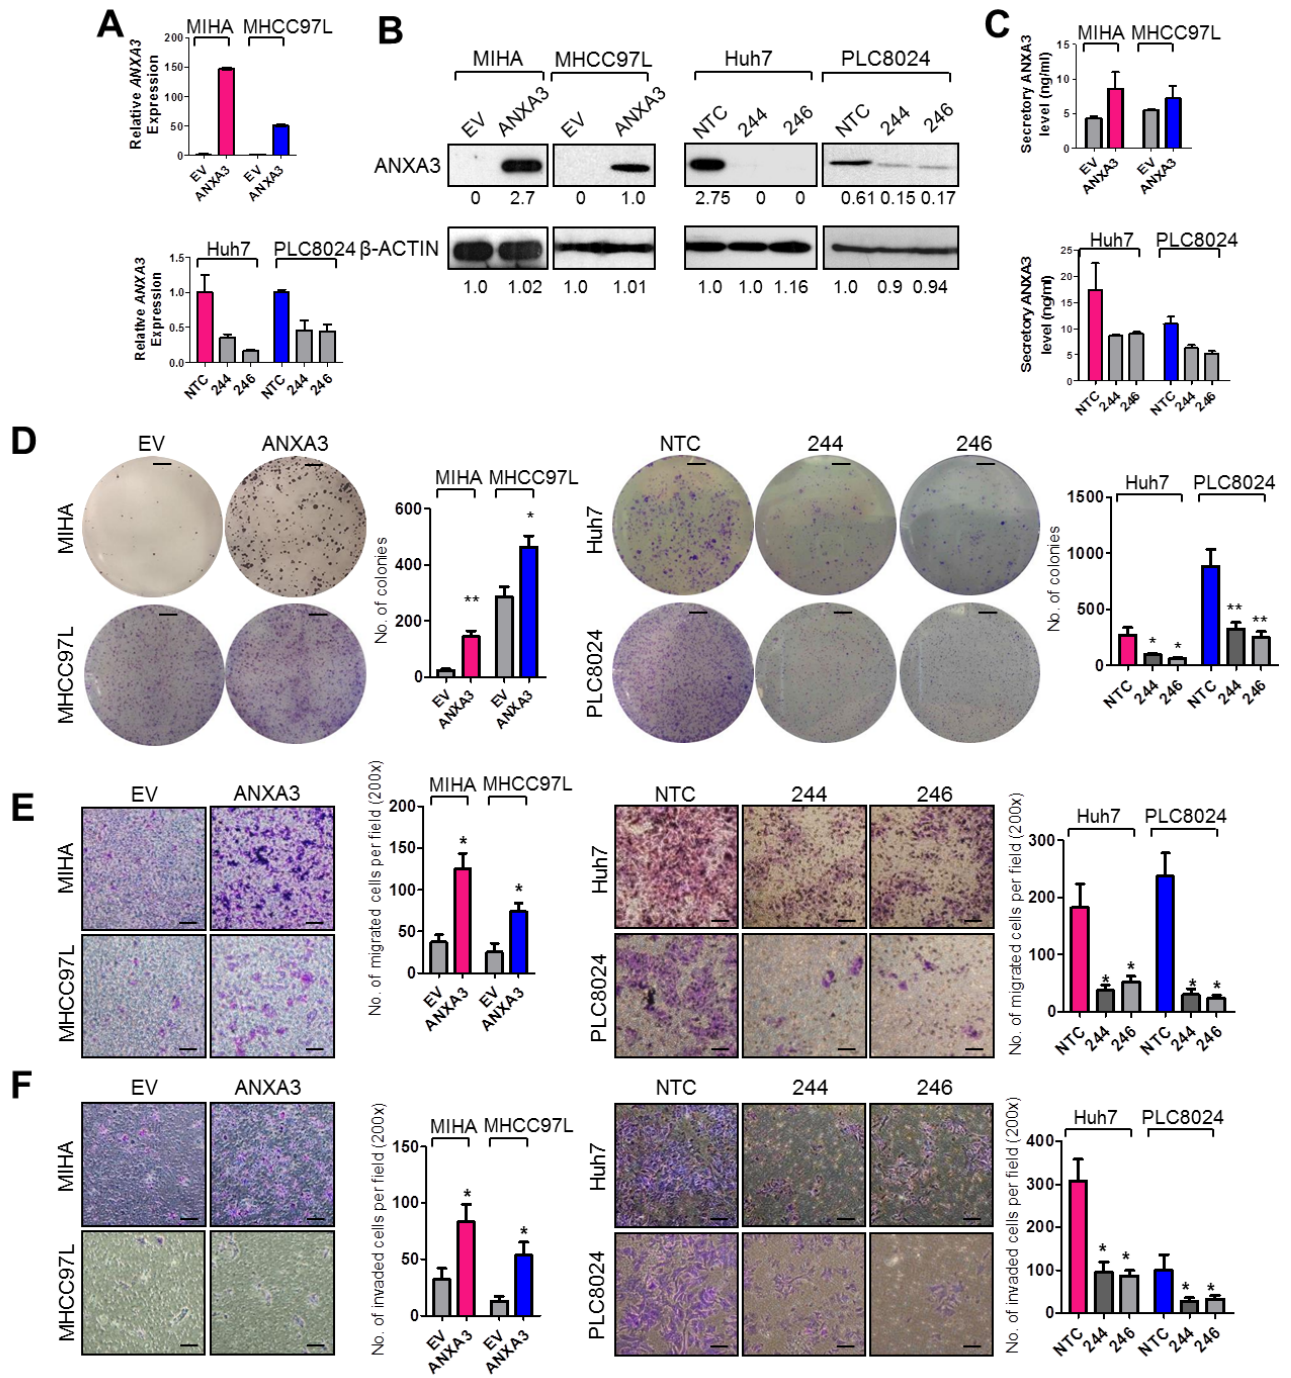 A
MIHA MHCC97L
Relative ANXA3
Expression
200
150
100
50
0
EV ANXA3 EV ANXA3
Huh7 PLC8024
Relative ANXA3
Expression
1.5
1.0
0.5
0.0
NTC 244 246 NTC 244 246
B
MIHA MHCC97L Huh7 PLC8024
EV ANXA3 EV ANXA3 NTC 244 246 NTC 244 246
ANXA3
0 2.7 0 1.0 2.75 0 0 0.61 0.15 0.17
β-ACTIN
1.0 1.02 1.0 1.01 1.0 1.0 1.16 1.0 0.9 0.94
C
MIHA MHCC97L
Secretory ANXA3
level (ng/ml)
15
10
5
0
EV ANXA3 EV ANXA3
Huh7 PLC8024
Secretory ANXA3
level (ng/ml)
25
20
15
10
5
0
NTC 244 246 NTC 244 246
D
EV ANXA3
MIHA
MHCC97L
MIHA MHCC97L
No. of colonies
600
400
200
0
** *
EV ANXA3 EV ANXA3
NTC 244 246
Huh7
PLC8024
Huh7 PLC8024
No. of colonies
1500
1000
500
0
* * ** **
NTC 244 246 NTC 244 246
E
EV ANXA3
MIHA
MHCC97L
MIHA MHCC97L
No. of migrated cells per field (200x)
200
150
100
50
0
* *
EV ANXA3 EV ANXA3
NTC 244 246
Huh7
PLC8024
Huh7 PLC8024
No. of migrated cells per field (200x)
300
200
100
0
* * * *
NTC 244 246 NTC 244 246
F
EV ANXA3
MIHA
MHCC97L
MIHA MHCC97L
No. of invaded cells per field (200x)
150
100
50
0
* *
EV ANXA3 EV ANXA3
NTC 244 246
Huh7
PLC8024
Huh7 PLC8024
No. of invaded cells per field (200x)
400
300
200
100
0
* * * *
NTC 244 246 NTC 244 246